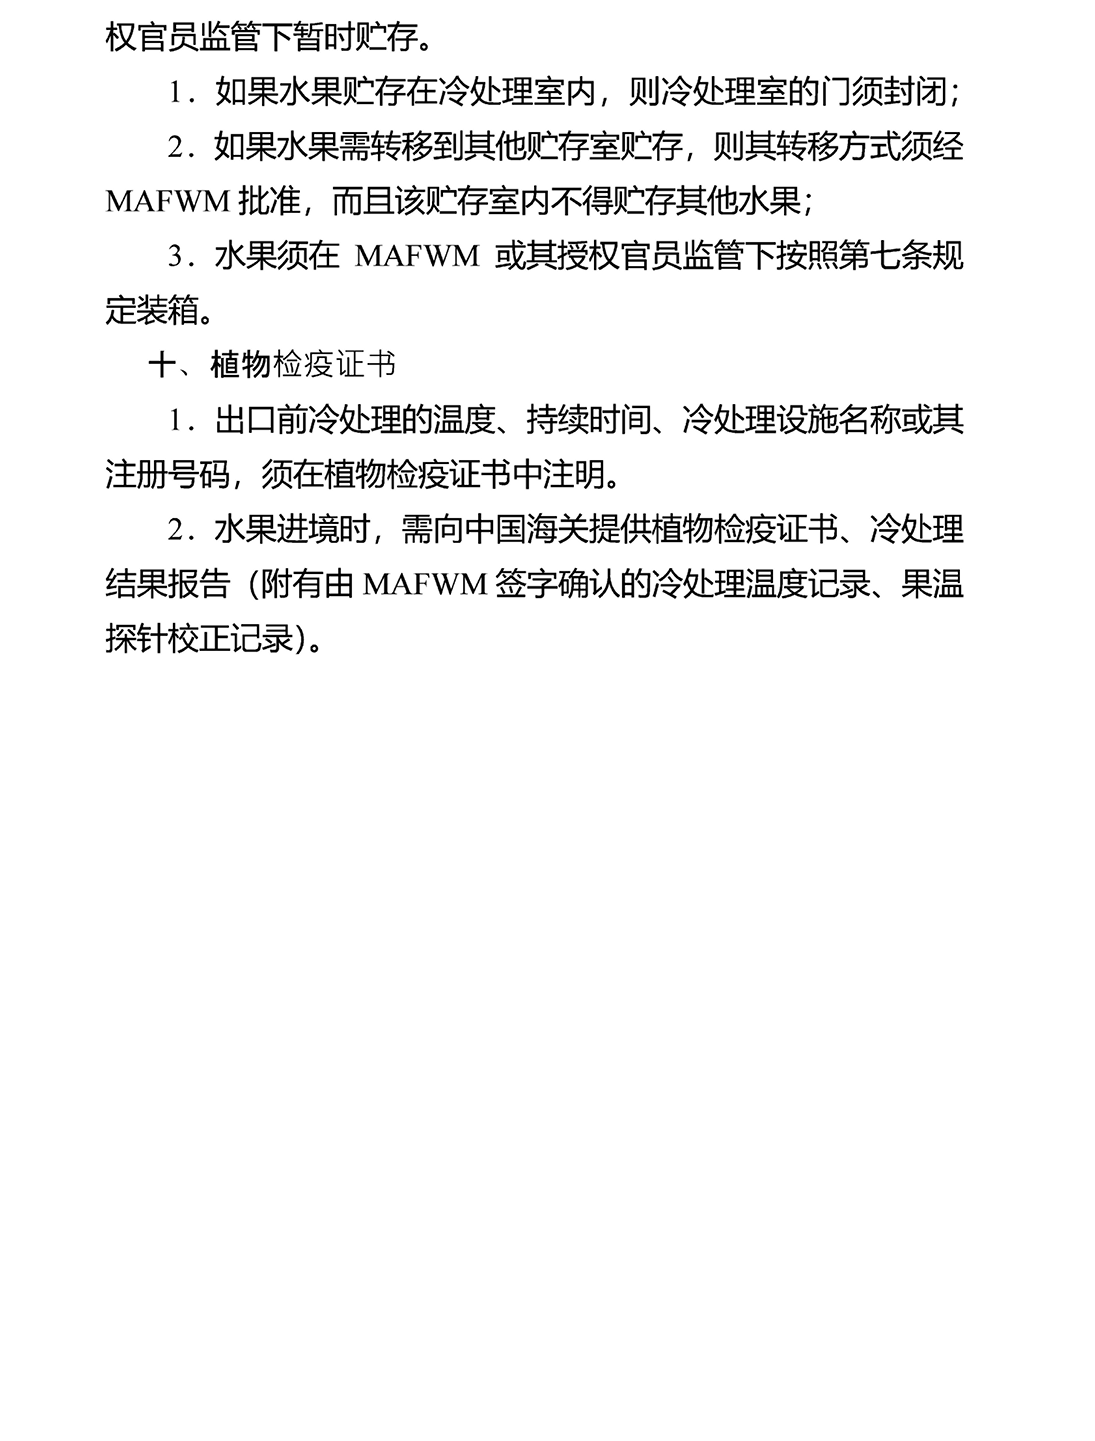 权官员监管下暂时贮存。
1．如果水果贮存在冷处理室内，则冷处理室的门须封闭；
2．如果水果需转移到其他贮存室贮存，则其转移方式须经
MAFWM 批准，而且该贮存室内不得贮存其他水果；
3．水果须在 MAFWM 或其授权官员监管下按照第七条规
定装箱。
十、植物检疫证书
1．出口前冷处理的温度、持续时间、冷处理设施名称或其
注册号码，须在植物检疫证书中注明。
2．水果进境时，需向中国海关提供植物检疫证书、冷处理
结果报告（附有由 MAFWM 签字确认的冷处理温度记录、果温
探针校正记录）。